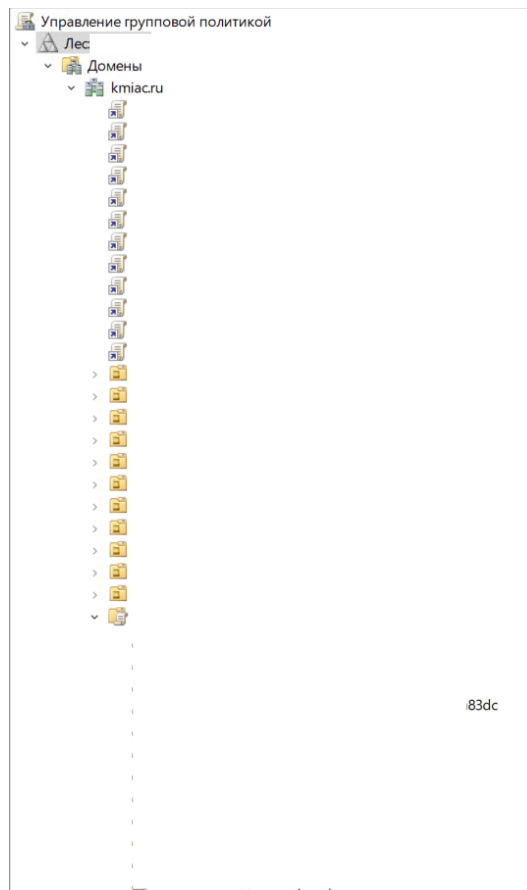 Управление групповой политикой
Лес
Домены
kmiac.ru
83dc